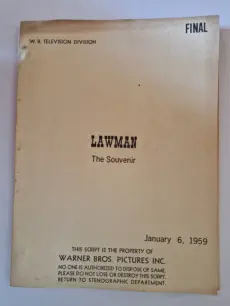 FINAL
W. B. TELEVISION DIVISION
LAWMAN
The Souvenir
January 6, 1959
THIS SCRIPT IS THE PROPERTY OF
WARNER BROS. PICTURES INC.
NO ONE IS AUTHORIZED TO DISPOSE OF SAME.
PLEASE DO NOT LOSE OR DESTROY THIS SCRIPT.
RETURN TO STENOGRAPHIC DEPARTMENT.